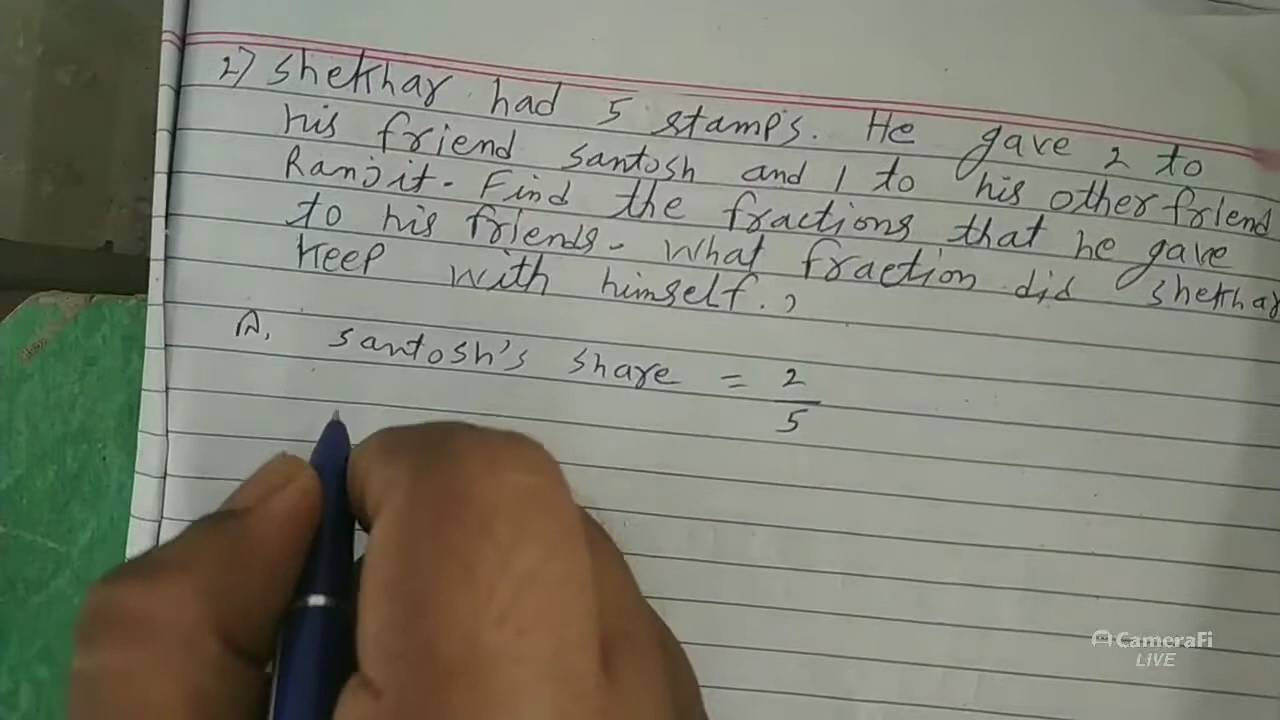 2) Shekhar had 5 stamps. He gave 2 to
his friend santosh and 1 to his other friend
Ranjit. Find the fractions that he gave
to his friends. What fraction did shekhar
keep with himself.?
A. santosh's share = 2/5
CameraFi
LIVE